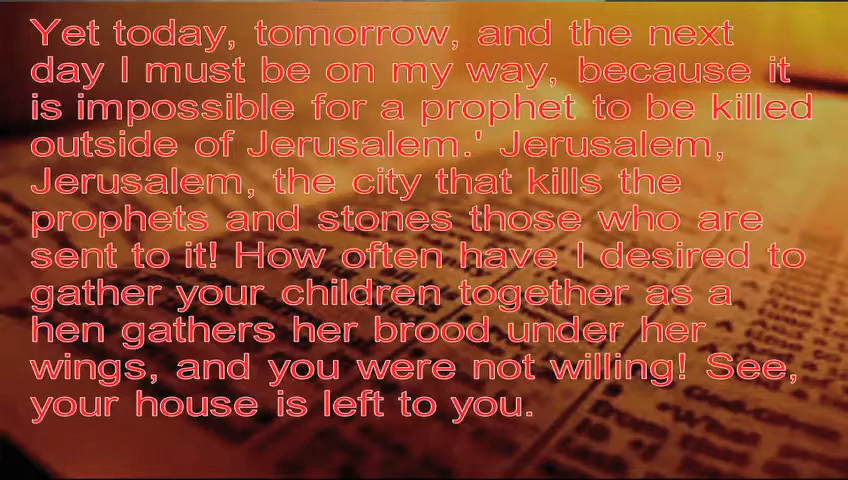 Yet today, tomorrow, and the next
day I must be on my way, because it
is impossible for a prophet to be killed
outside of Jerusalem.' Jerusalem,
Jerusalem, the city that kills the
prophets and stones those who are
sent to it! How often have I desired to
gather your children together as a
hen gathers her brood under her
wings, and you were not willing! See,
your house is left to you.